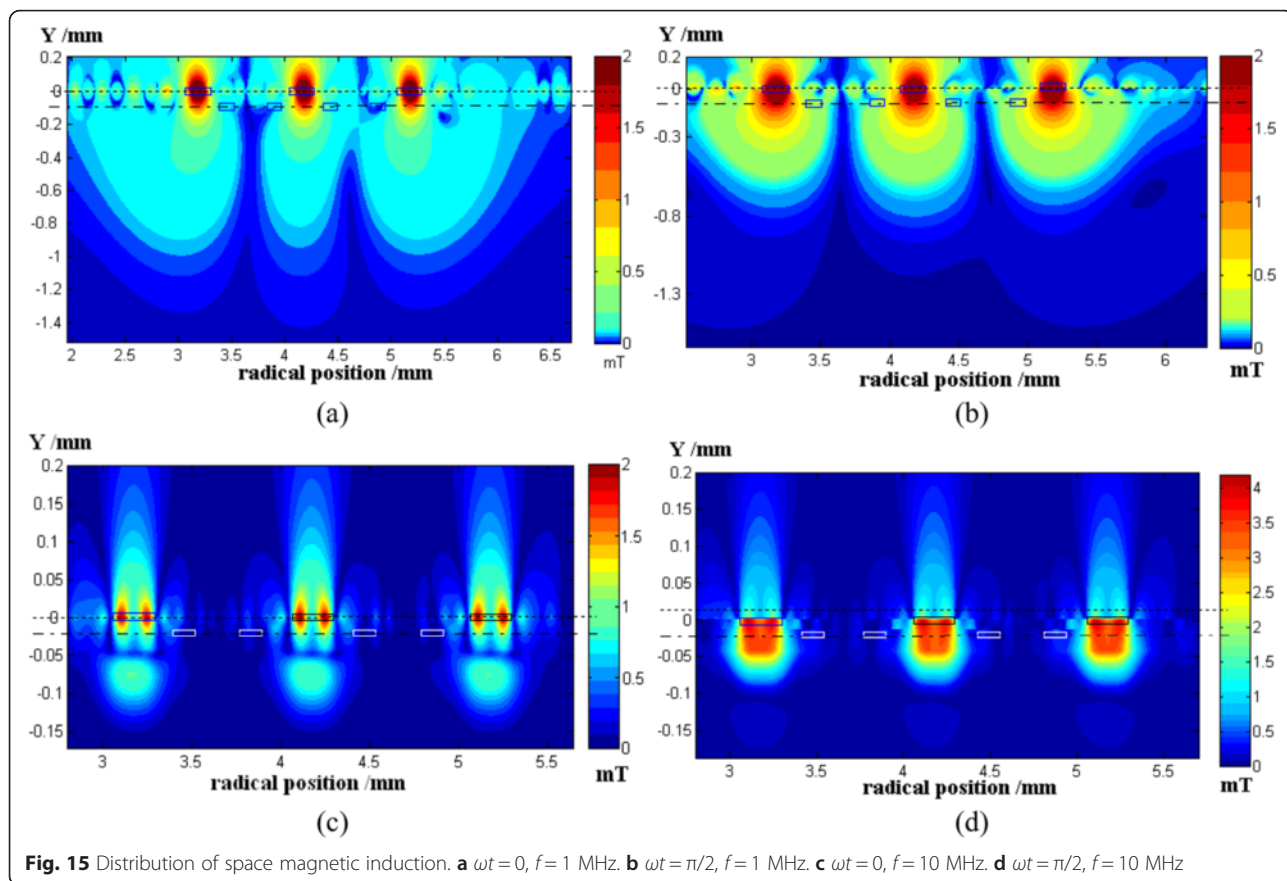 Y /mm
0.2
0
-0.2
-0.4
-0.6
-0.8
-1
-1.2
-1.4
2 2.5 3 3.5 4 4.5 5 5.5 6 6.5
radical position /mm
2
1.5
1
0.5
0
mT
(a)
Y /mm
0.2
0
-0.3
-0.8
-1.3
3 3.5 4 4.5 5 5.5 6
radical position /mm
2
1.5
1
0.5
0
mT
(b)
Y /mm
0.2
0.15
0.1
0.05
0
-0.05
-0.1
-0.15
3 3.5 4 4.5 5 5.5
radical position /mm
2
1.5
1
0.5
0
mT
(c)
Y /mm
0.2
0.15
0.1
0.05
0
-0.05
-0.1
-0.15
3 3.5 4 4.5 5 5.5
radical position /mm
4
3.5
3
2.5
2
1.5
1
0.5
0
mT
(d)
Fig. 15 Distribution of space magnetic induction. a ωt = 0, f = 1 MHz. b ωt = π/2, f = 1 MHz. c ωt = 0, f = 10 MHz. d ωt = π/2, f = 10 MHz